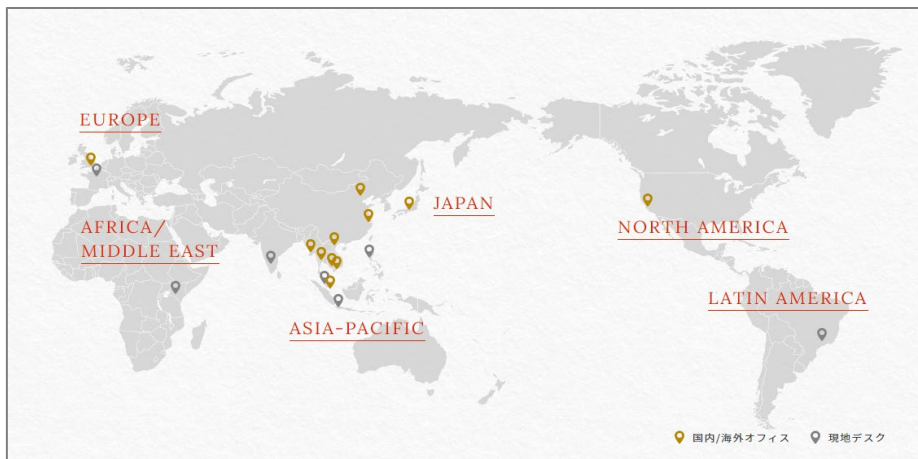 EUROPE
AFRICA/
MIDDLE EAST
JAPAN
ASIA-PACIFIC
NORTH AMERICA
LATIN AMERICA
国内/海外オフィス
現地デスク